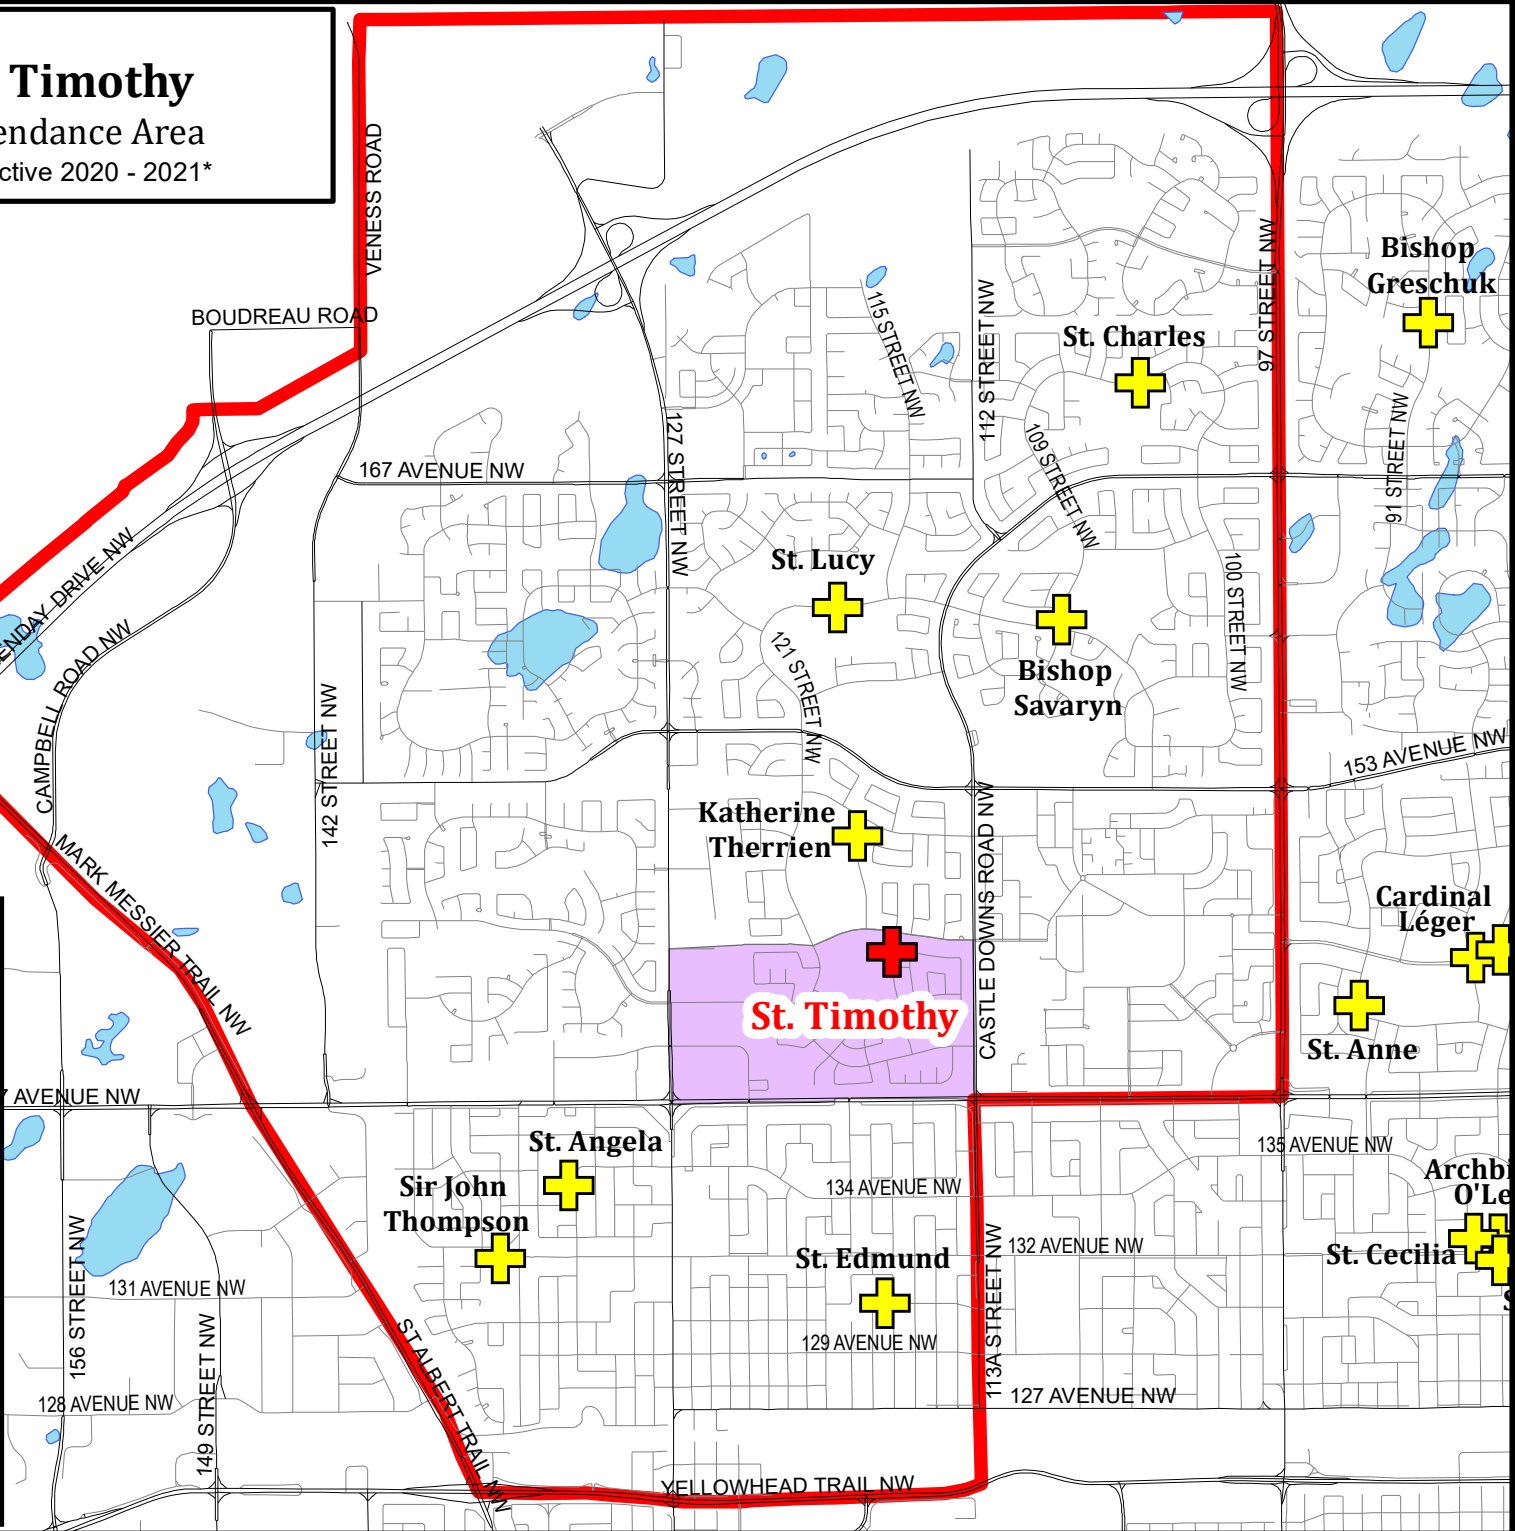 Timothy
endance Area
ctive 2020 - 2021*
VENESS ROAD
BOUDREAU ROAD
97 STREET NW
Bishop
Greschuk
St. Charles
115 STREET NW
112 STREET NW
109 STREET NW
127 STREET NW
91 STREET NW
167 AVENUE NW
ENDAY DRIVE NW
CAMPBELL ROAD NW
St. Lucy
121 STREET NW
100 STREET NW
Bishop
Savaryn
142 STREET NW
153 AVENUE NW
Katherine
Therrien
CASTLE DOWNS ROAD NW
MARK MESSIER TRAIL NW
Cardinal
Léger
St. Timothy
St. Anne
7 AVENUE NW
St. Angela
135 AVENUE NW
Sir John
Thompson
134 AVENUE NW
Archbi
O'Le
156 STREET NW
131 AVENUE NW
St. Edmund
132 AVENUE NW
St. Cecilia
S
149 STREET NW
ST ALBERT TRAIL NW
129 AVENUE NW
113A STREET NW
128 AVENUE NW
127 AVENUE NW
YELLOWHEAD TRAIL NW